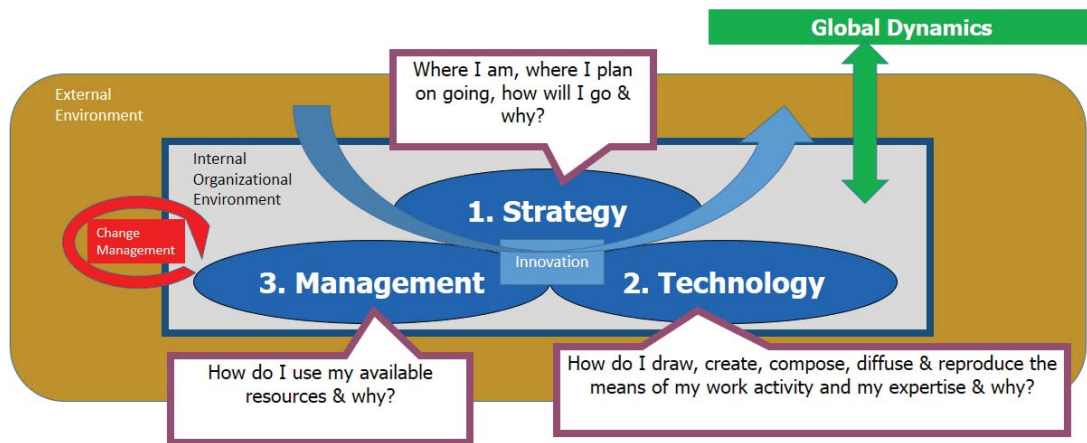 Global Dynamics
Where I am, where I plan
on going, how will I go &
why?
External
Environment
Internal
Organizational
Environment
1. Strategy
Change
Management
Innovation
3. Management
2. Technology
How do I use my available
resources & why?
How do I draw, create, compose, diffuse & reproduce the
means of my work activity and my expertise & why?